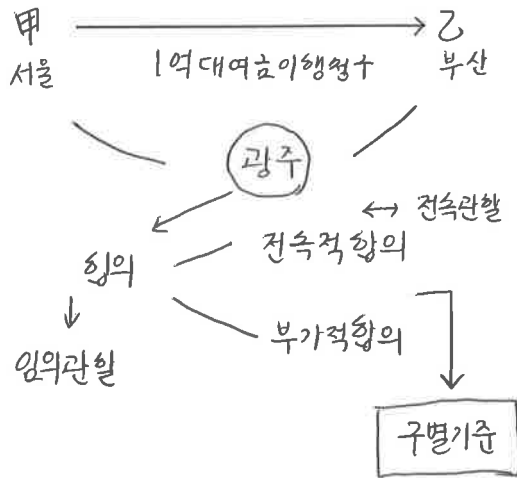 甲 乙
서울 1억대여금이행청구 부산
광주
전속적합의 ↔ 전속관할
합의
부가적합의
임의관할
구별기준